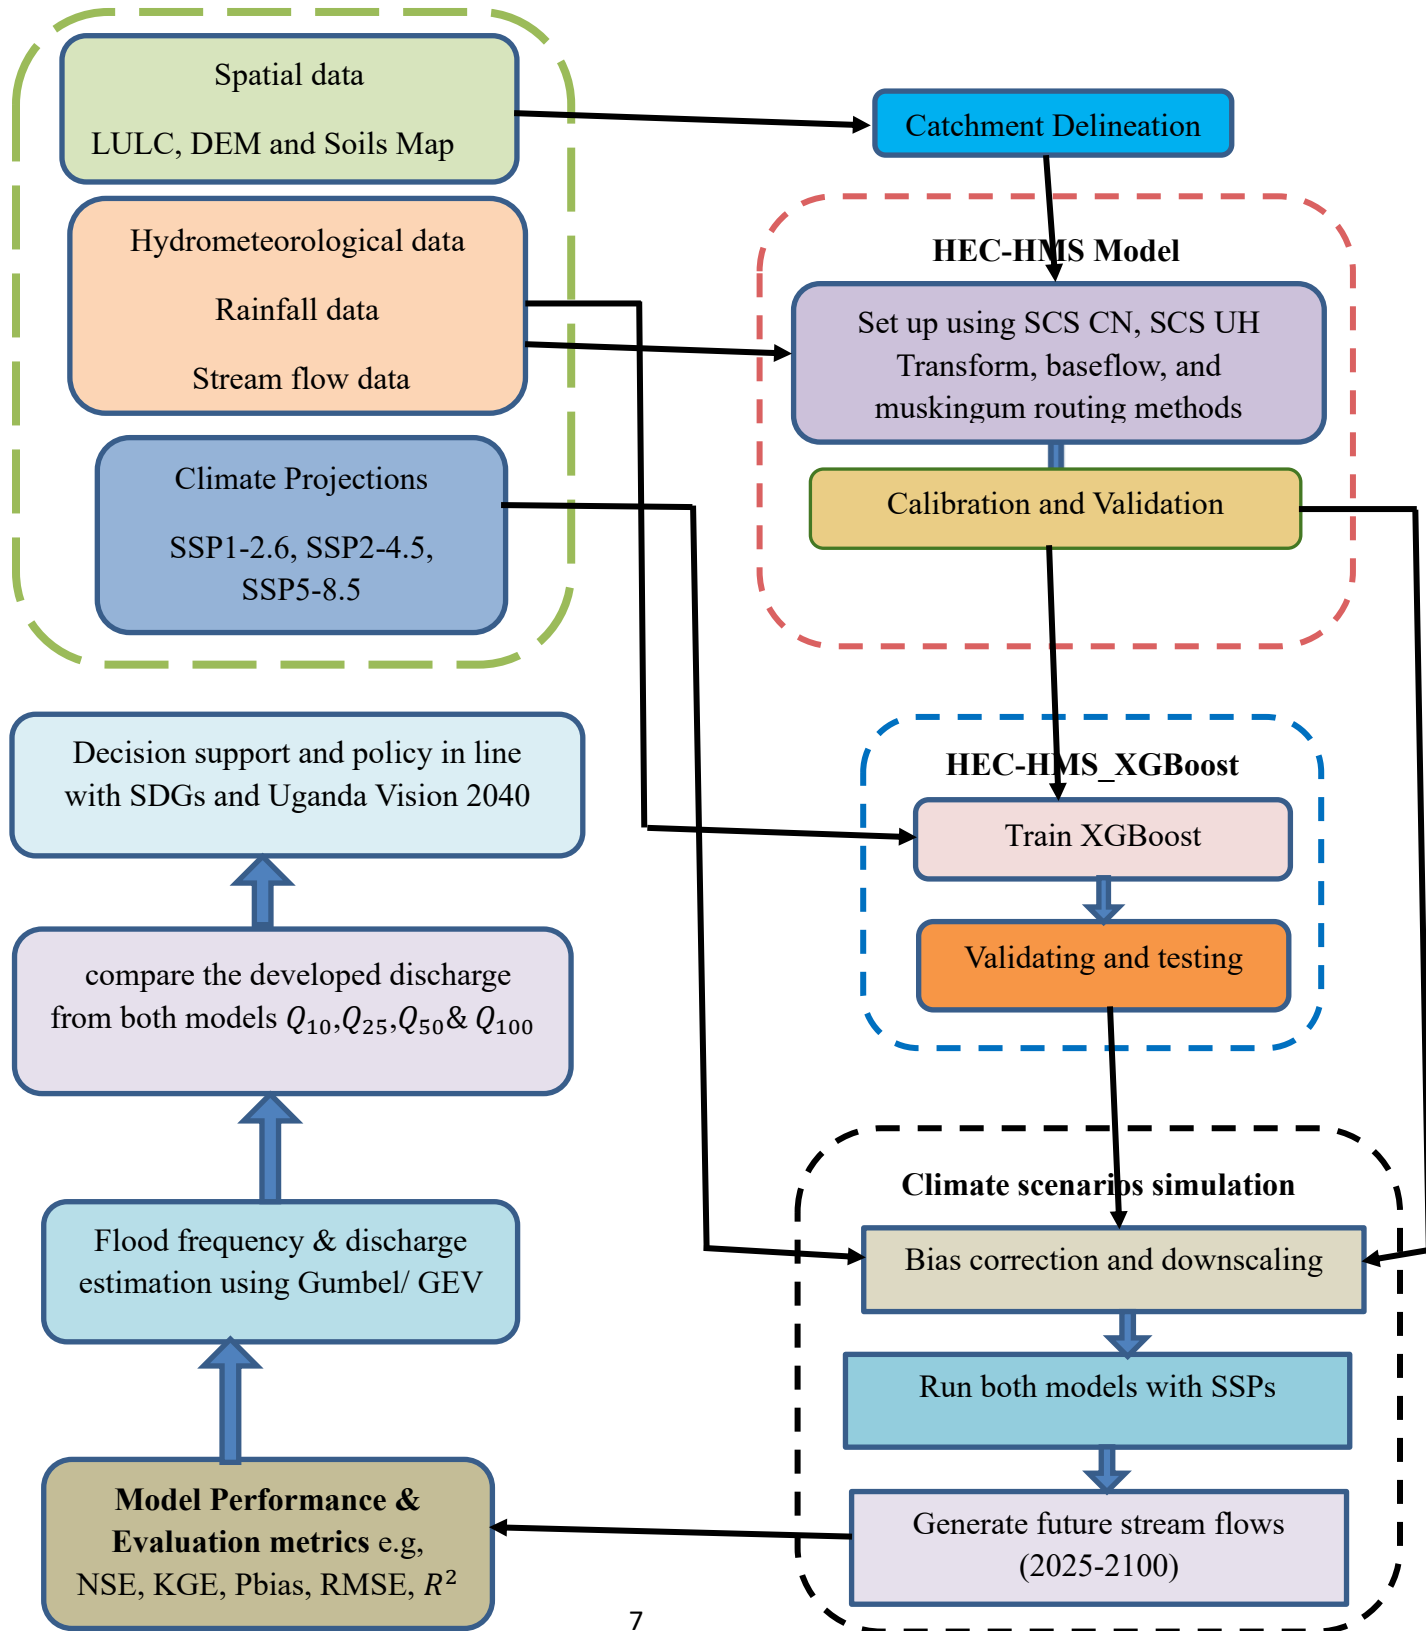 Spatial data
LULC, DEM and Soils Map
Hydrometeorological data
Rainfall data
Stream flow data
Climate Projections
SSP1-2.6, SSP2-4.5,
SSP5-8.5
Catchment Delineation
HEC-HMS Model
Set up using SCS CN, SCS UH
Transform, baseflow, and
muskingum routing methods
Calibration and Validation
HEC-HMS_XGBoost
Train XGBoost
Validating and testing
Climate scenarios simulation
Bias correction and downscaling
Run both models with SSPs
Generate future stream flows
(2025-2100)
Decision support and policy in line
with SDGs and Uganda Vision 2040
compare the developed discharge
from both models Q₁₀,Q₂₅,Q₅₀& Q₁₀₀
Flood frequency & discharge
estimation using Gumbel/ GEV
Model Performance &
Evaluation metrics e.g,
NSE, KGE, Pbias, RMSE, R²
7